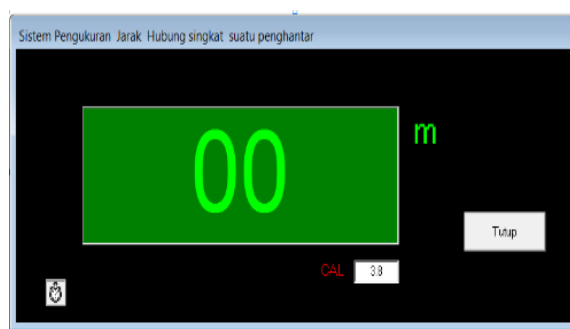 Sistem Pengukuran Jarak Hubung singkat suatu penghantar
00
m
Tutup
CAL
3.8